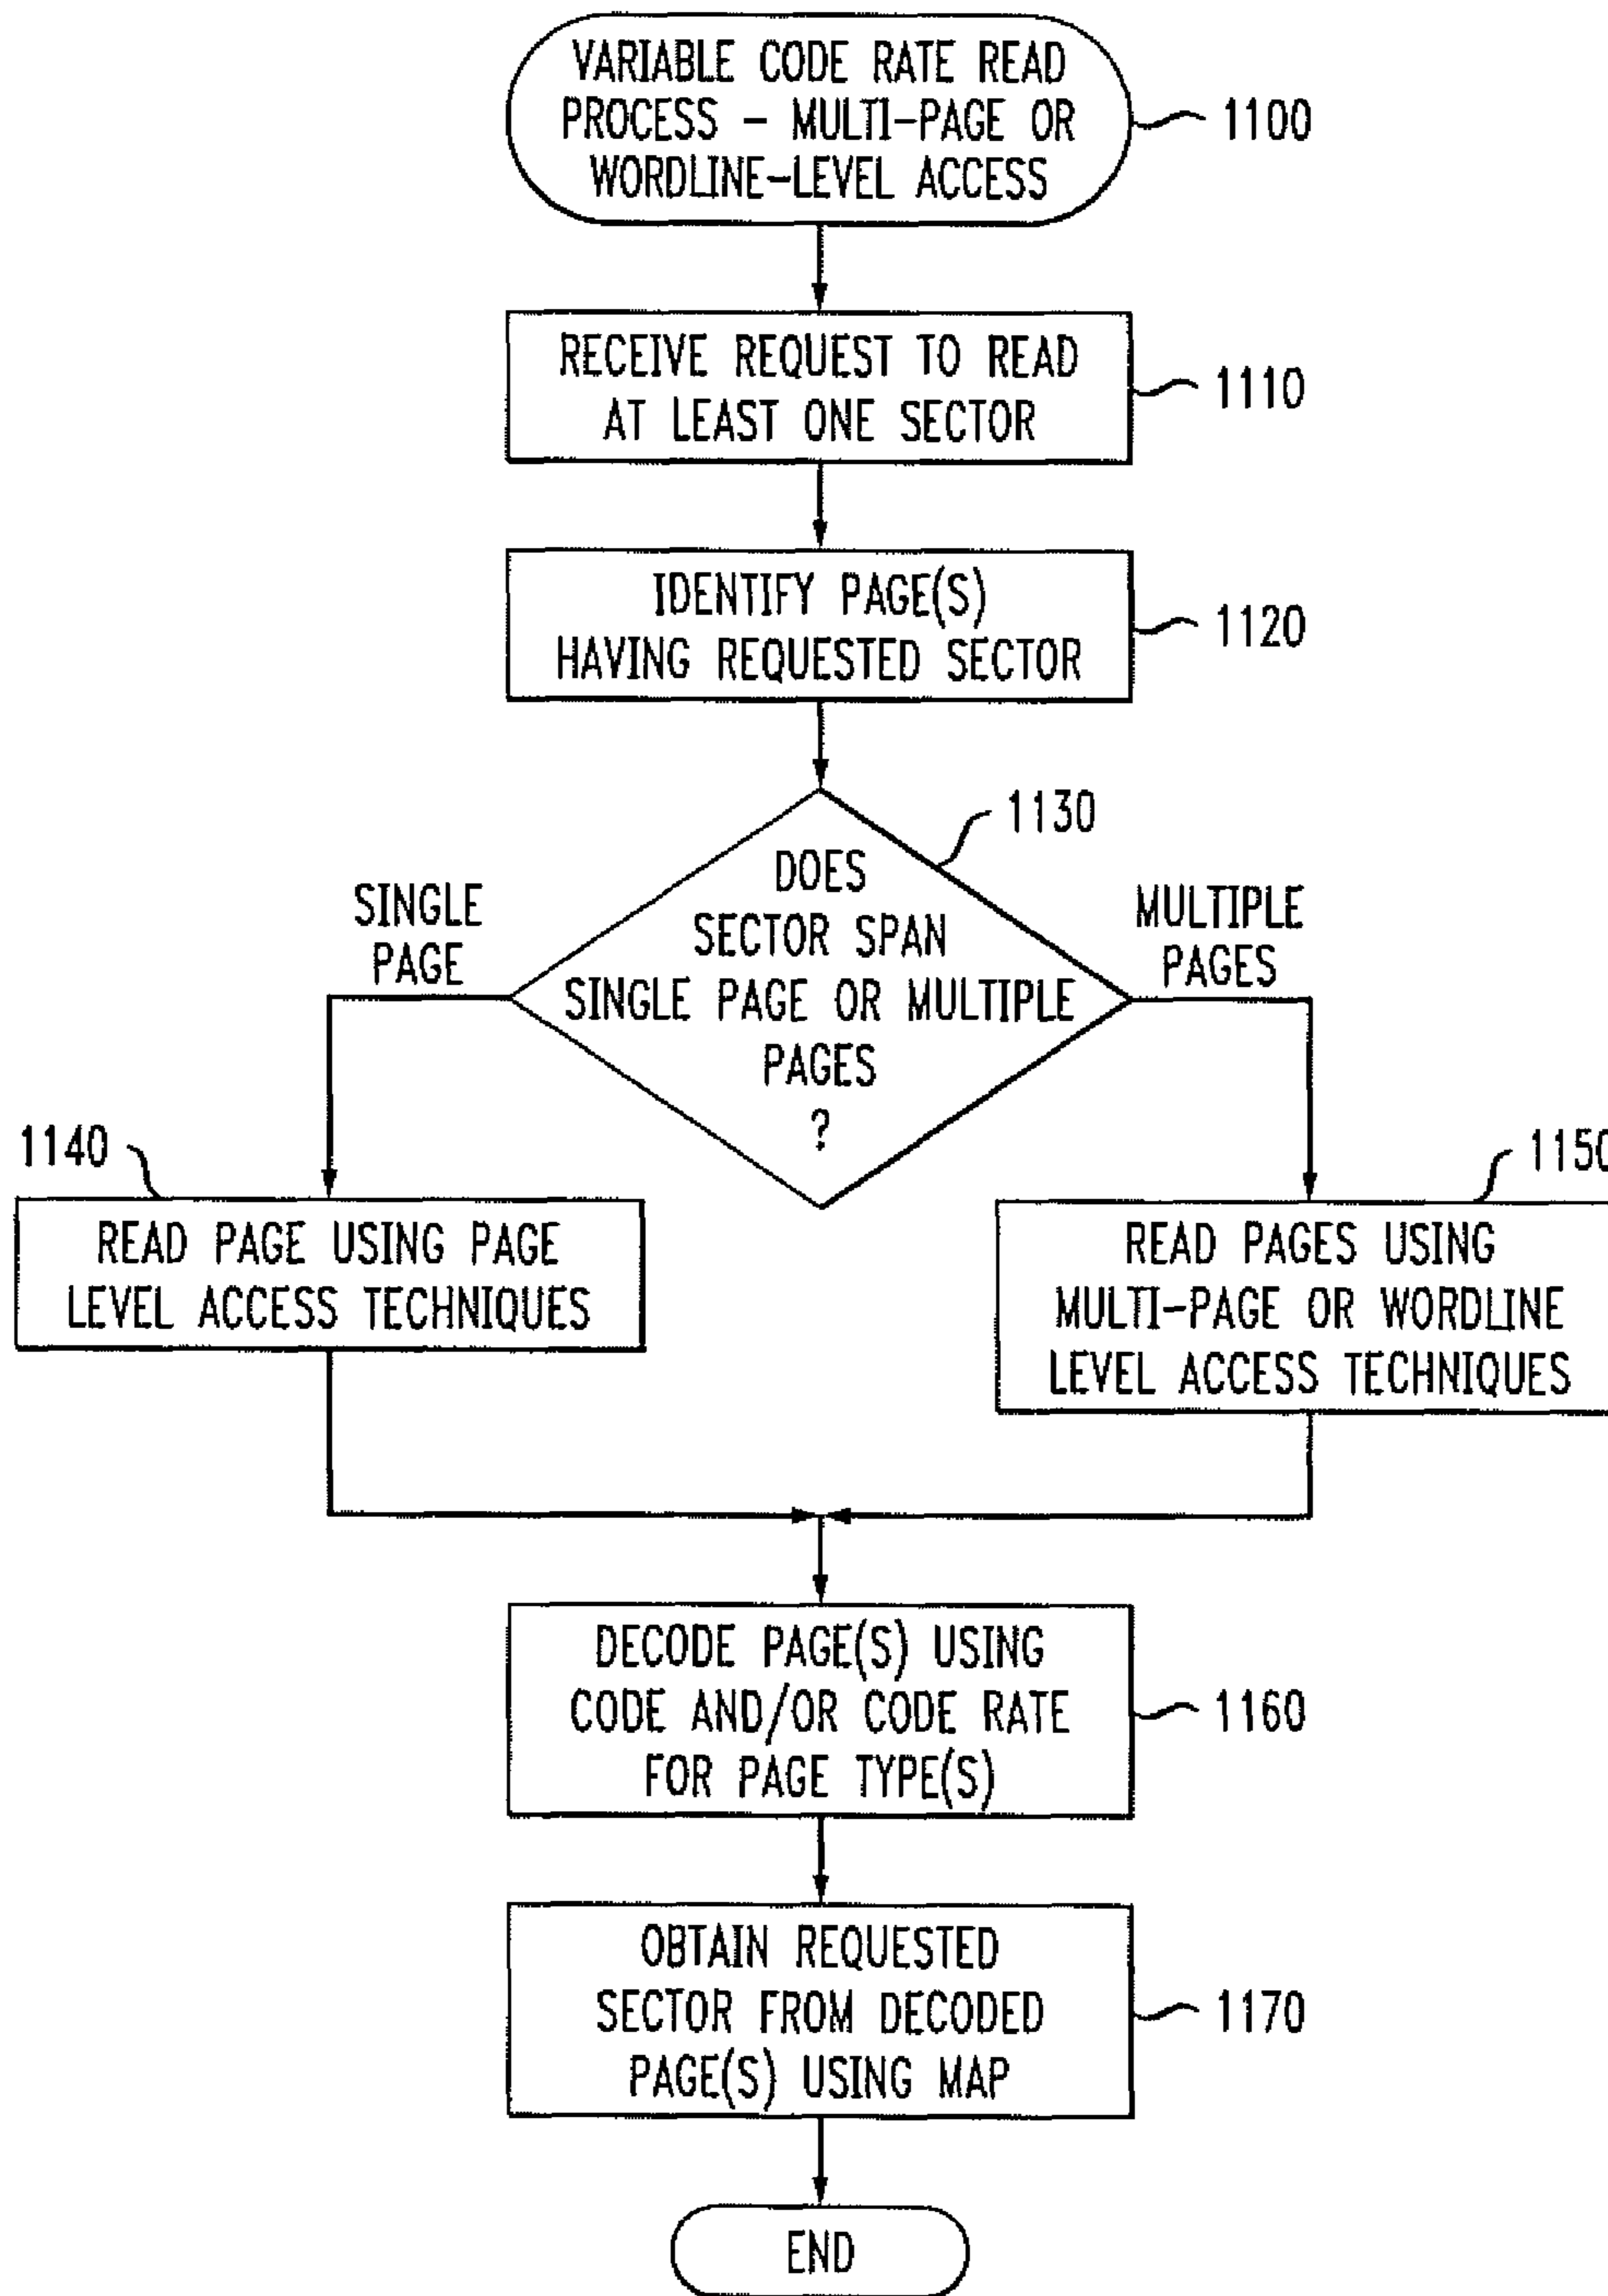 VARIABLE CODE RATE READ
PROCESS - MULTI-PAGE OR
WORDLINE-LEVEL ACCESS
1100
RECEIVE REQUEST TO READ
AT LEAST ONE SECTOR
1110
IDENTIFY PAGE(S)
HAVING REQUESTED SECTOR
1120
1130
DOES
SECTOR SPAN
SINGLE PAGE OR MULTIPLE
PAGES
?
SINGLE
PAGE
MULTIPLE
PAGES
1140
READ PAGE USING PAGE
LEVEL ACCESS TECHNIQUES
1150
READ PAGES USING
MULTI-PAGE OR WORDLINE
LEVEL ACCESS TECHNIQUES
DECODE PAGE(S) USING
CODE AND/OR CODE RATE
FOR PAGE TYPE(S)
1160
OBTAIN REQUESTED
SECTOR FROM DECODED
PAGE(S) USING MAP
1170
END